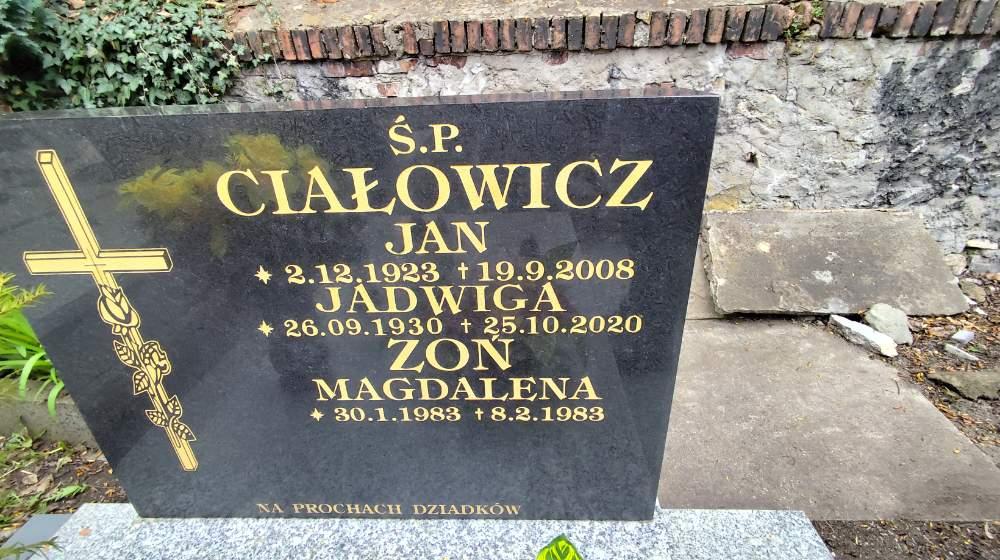 Ś.P.
CIAŁOWICZ
JAN
* 2.12.1923 † 19.9.2008
JADWIGA
* 26.09.1930 † 25.10.2020
ZOŃ
MAGDALENA
* 30.1.1983 † 8.2.1983
NA PROCHACH DZIADKÓW